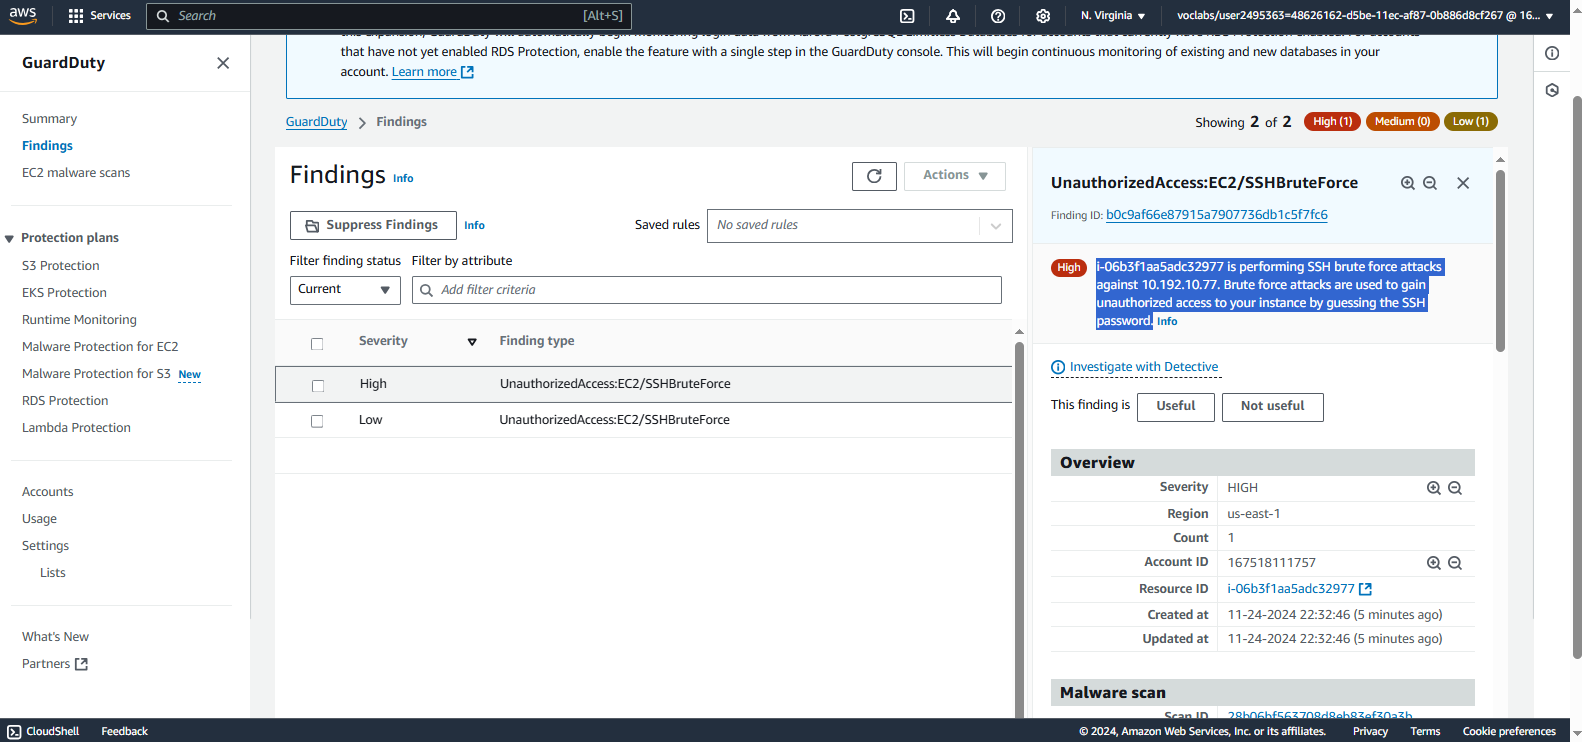 aws
Services
Search
[Alt+S]
N. Virginia
voclabs/user2495363=48626162-d5be-11ec-af87-0b886d8cf267 @ 16...
GuardDuty
Summary
Findings
EC2 malware scans
Protection plans
S3 Protection
EKS Protection
Runtime Monitoring
Malware Protection for EC2
Malware Protection for S3 New
RDS Protection
Lambda Protection
Accounts
Usage
Settings
Lists
What's New
Partners
that have not yet enabled RDS Protection, enable the feature with a single step in the GuardDuty console. This will begin continuous monitoring of existing and new databases in your
account. Learn more
GuardDuty
Findings
Showing 2 of 2
High (1)
Medium (0)
Low (1)
Findings Info
Actions
Suppress Findings
Info
Saved rules
No saved rules
Filter finding status
Filter by attribute
Current
Add filter criteria
Severity
Finding type
High
UnauthorizedAccess:EC2/SSHBruteForce
Low
UnauthorizedAccess:EC2/SSHBruteForce
UnauthorizedAccess:EC2/SSHBruteForce
Finding ID: b0c9af66e87915a7907736db1c5f7fc6
High
i-06b3f1aa5adc32977 is performing SSH brute force attacks
against 10.192.10.77. Brute force attacks are used to gain
unauthorized access to your instance by guessing the SSH
password. Info
Investigate with Detective
This finding is
Useful
Not useful
Overview
Severity HIGH
Region us-east-1
Count 1
Account ID 167518111757
Resource ID i-06b3f1aa5adc32977
Created at 11-24-2024 22:32:46 (5 minutes ago)
Updated at 11-24-2024 22:32:46 (5 minutes ago)
Malware scan
Scan ID
CloudShell
Feedback
© 2024, Amazon Web Services, Inc. or its affiliates.
Privacy
Terms
Cookie preferences